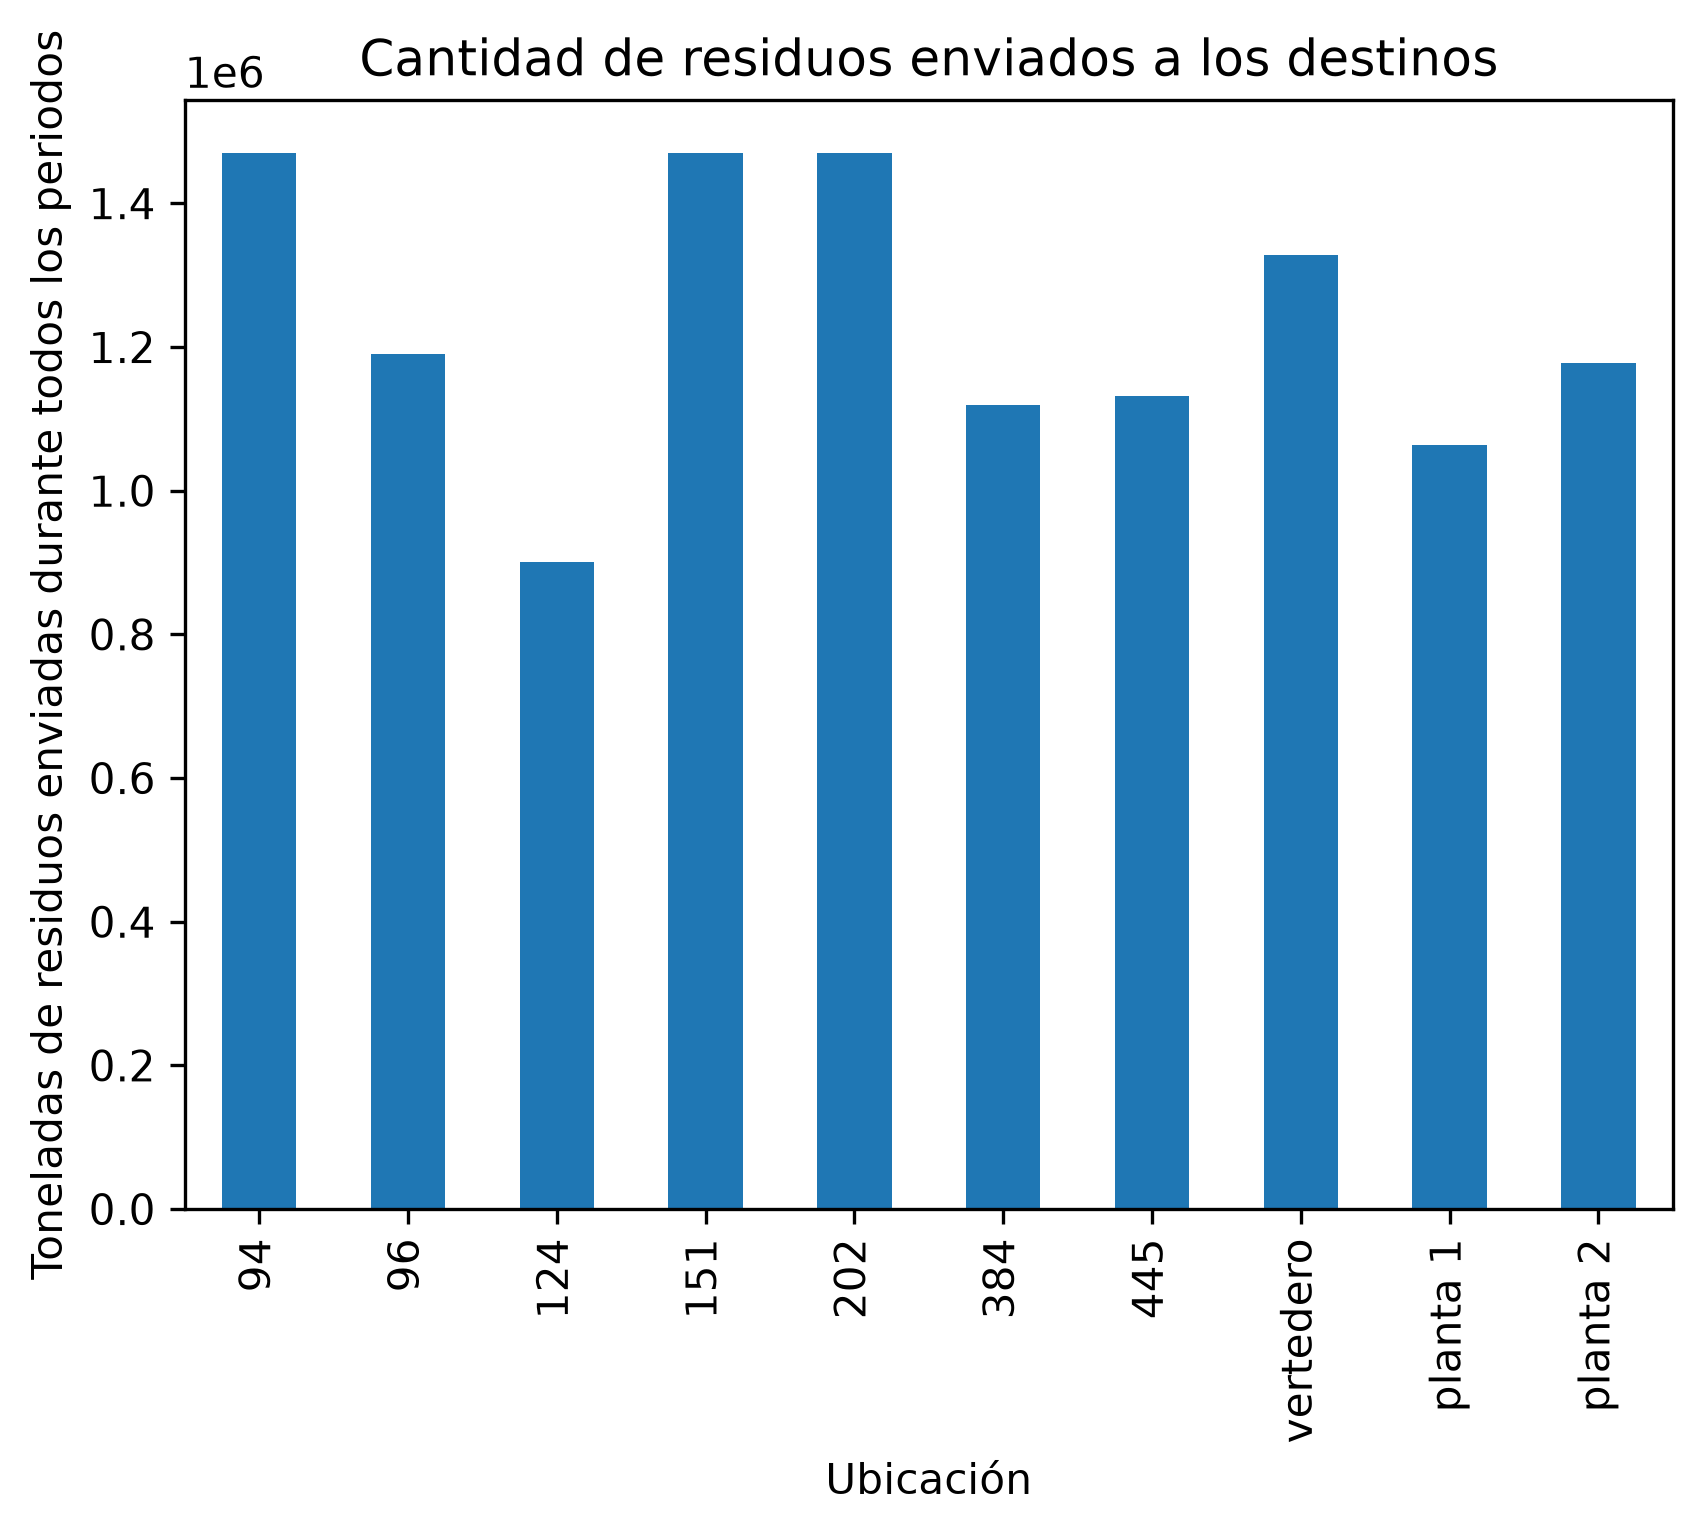 Cantidad de residuos enviados a los destinos
1e6
Toneladas de residuos enviadas durante todos los periodos
1.4
1.2
1.0
0.8
0.6
0.4
0.2
0.0
94
96
124
151
202
384
445
vertedero
planta 1
planta 2
Ubicación